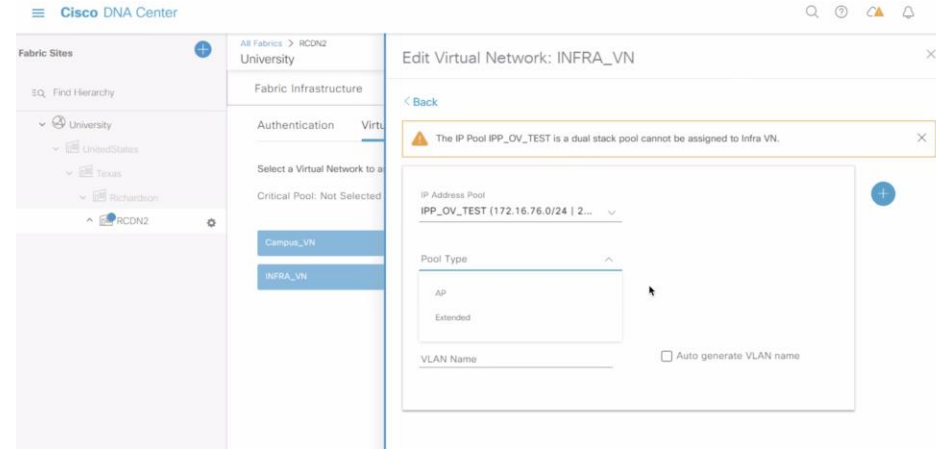 Cisco DNA Center
Fabric Sites
Find Hierarchy
University
UnitedStates
Texas
Richardson
RCDN2
All Fabrics > RCDN2
University
Fabric Infrastructure
Authentication Virtu
Select a Virtual Network to a
Critical Pool: Not Selected
Campus_VN
INFRA_VN
Edit Virtual Network: INFRA_VN
< Back
The IP Pool IPP_OV_TEST is a dual stack pool cannot be assigned to Infra VN.
IP Address Pool
IPP_OV_TEST (172.16.76.0/24 | 2...
Pool Type
AP
Extended
VLAN Name
Auto generate VLAN name